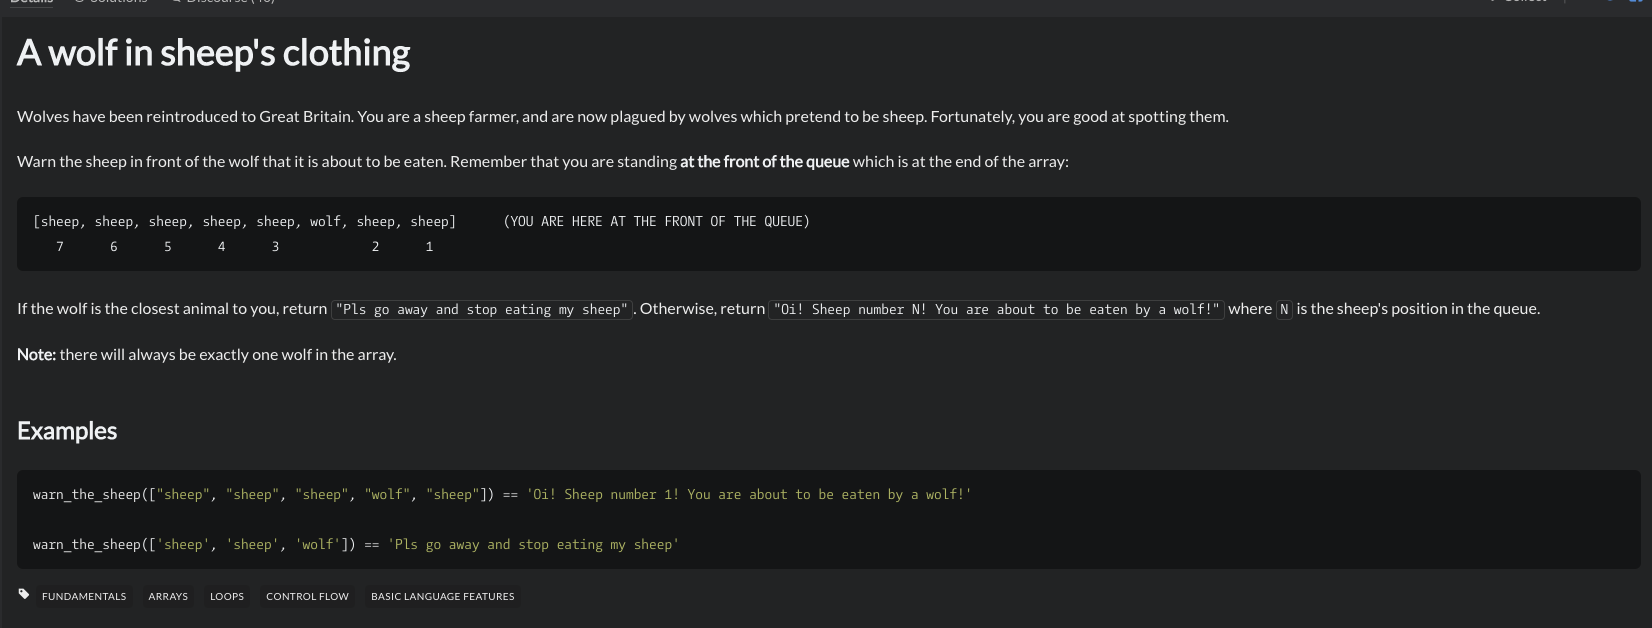 Details Solutions Discourse
A wolf in sheep's clothing
Wolves have been reintroduced to Great Britain. You are a sheep farmer, and are now plagued by wolves which pretend to be sheep. Fortunately, you are good at spotting them.
Warn the sheep in front of the wolf that it is about to be eaten. Remember that you are standing at the front of the queue which is at the end of the array:
[sheep, sheep, sheep, sheep, sheep, wolf, sheep, sheep]      (YOU ARE HERE AT THE FRONT OF THE QUEUE)
7      6      5      4      3            2      1
If the wolf is the closest animal to you, return "Pls go away and stop eating my sheep". Otherwise, return "Oi! Sheep number N! You are about to be eaten by a wolf!" where N is the sheep's position in the queue.
Note: there will always be exactly one wolf in the array.
Examples
warn_the_sheep(["sheep", "sheep", "sheep", "wolf", "sheep"]) == 'Oi! Sheep number 1! You are about to be eaten by a wolf!'
warn_the_sheep(['sheep', 'sheep', 'wolf']) == 'Pls go away and stop eating my sheep'
FUNDAMENTALS ARRAYS LOOPS CONTROL FLOW BASIC LANGUAGE FEATURES